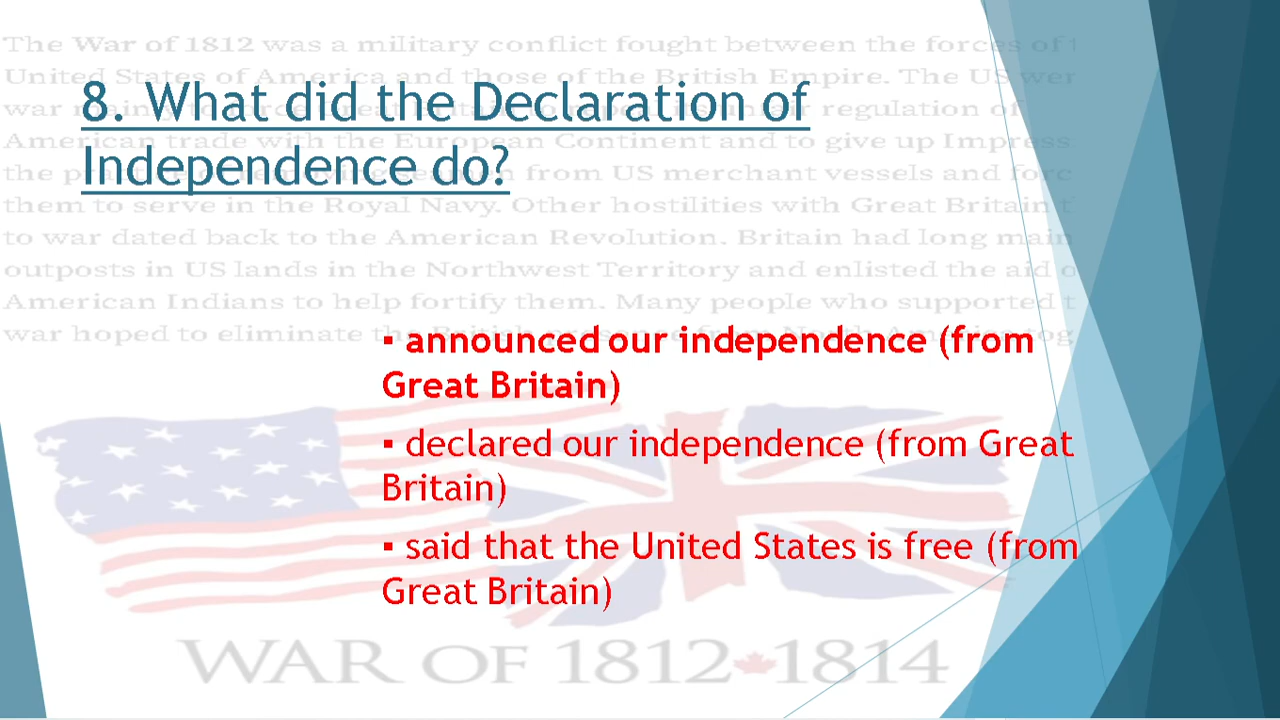 The War of 1812 was a military conflict fought between the forces of t
United States of America and those of the British Empire. The US
8. What did the Declaration of
war regulation of
American trade with the European Continent and to give up Impress
Independence do?
the from US merchant vessels and forc
them to serve in the Royal Navy. Other hostilities with Great Britain
to war dated back to the American Revolution. Britain had long main
outposts in US lands in the Northwest Territory and enlisted the aid o
American Indians to help fortify them. Many people who supported t
war hoped to eliminate
▪ announced our independence (from
Great Britain)
▪ declared our independence (from Great
Britain)
▪ said that the United States is free (from
Great Britain)
WAR OF 1812 1814